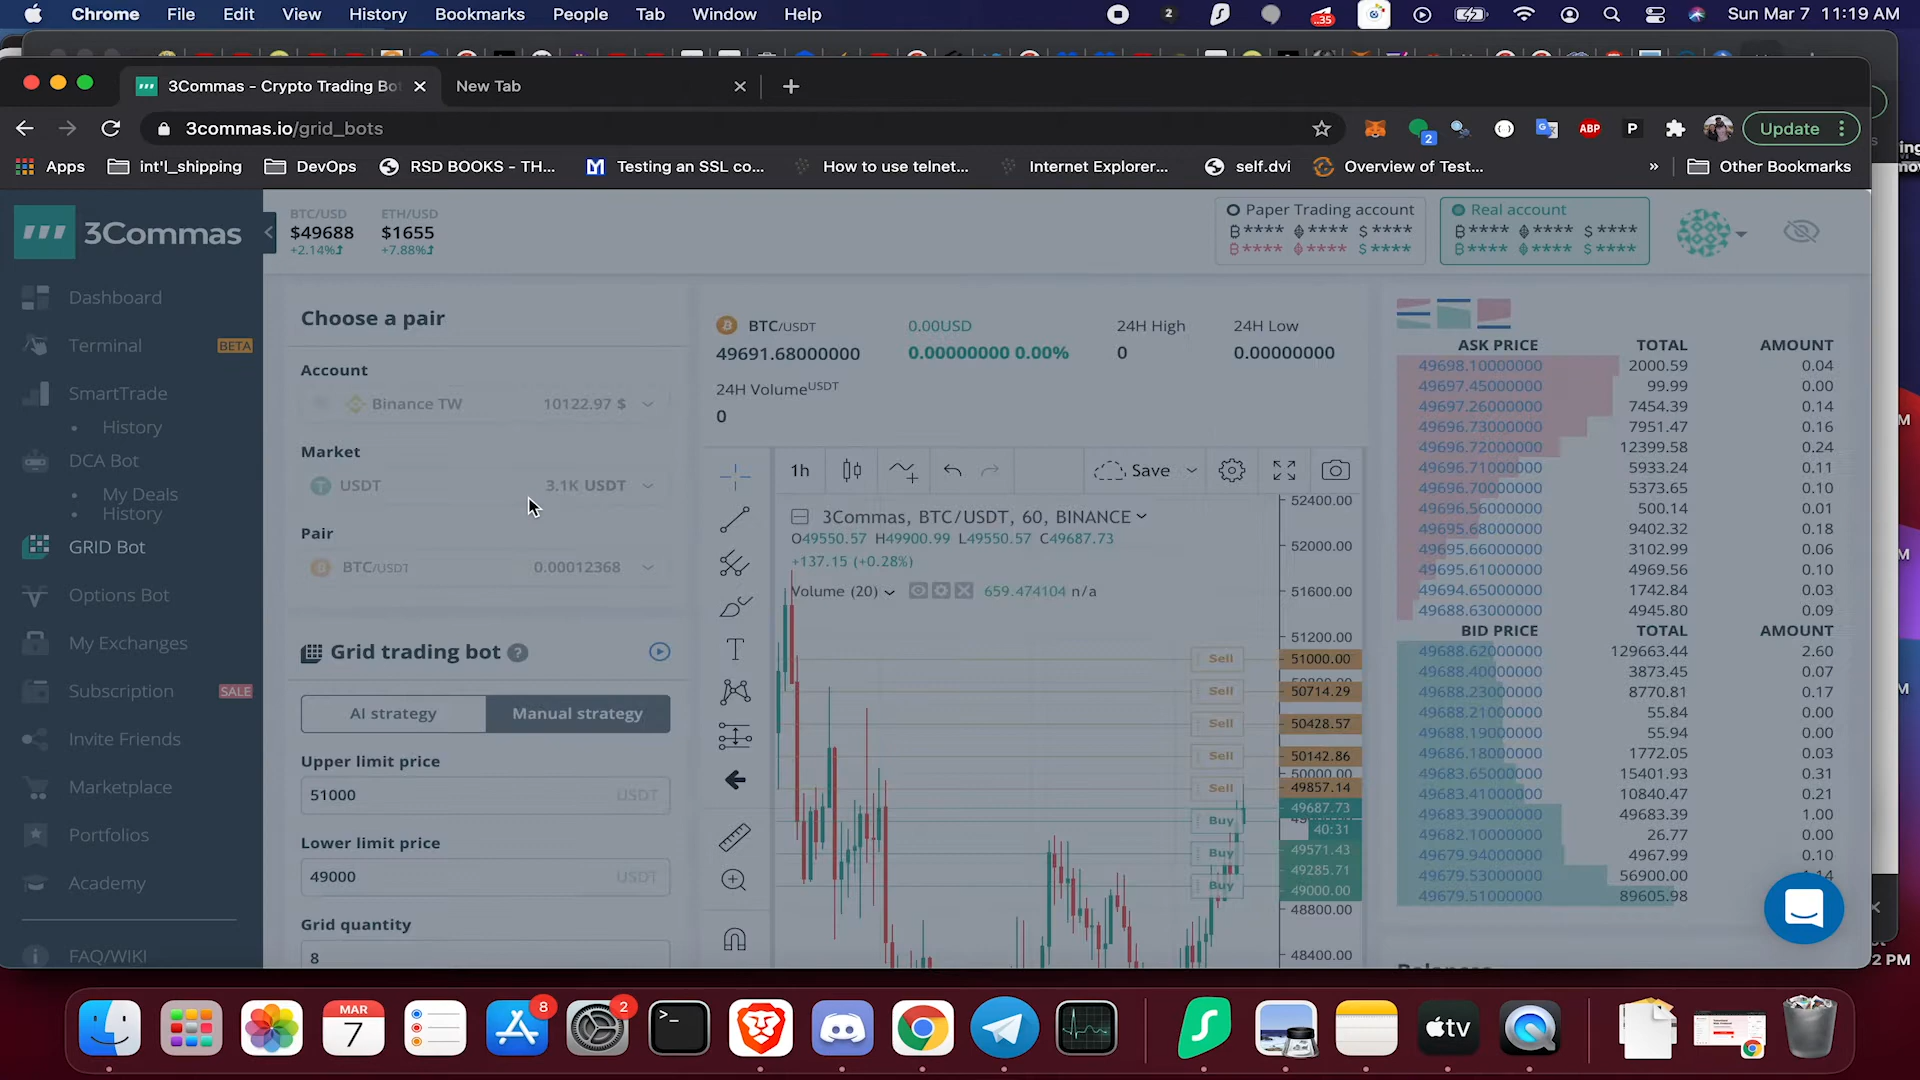 Chrome File Edit View History Bookmarks People Tab Window Help 2 .35 Sun Mar 7 11:19 AM
3Commas - Crypto Trading Bo New Tab
3commas.io/grid_bots 2 ABP P Update
Apps int'l_shipping DevOps RSD BOOKS - TH... Testing an SSL co... How to use telnet... Internet Explorer... self.dvi Overview of Test... » Other Bookmarks
3Commas
BTC/USD ETH/USD
$49688 $1655
+2.14% +7.88%
Paper Trading account
**** **** $ ****
**** **** $ ****
Real account
**** **** $ ****
**** **** $ ****
Dashboard
Terminal BETA
SmartTrade
History
DCA Bot
My Deals
History
GRID Bot
Options Bot
My Exchanges
Subscription SALE
Invite Friends
Marketplace
Portfolios
Academy
FAQ/WIKI
Choose a pair
Account
Binance TW 10122.97 $
Market
USDT 3.1K USDT
Pair
BTC/USDT 0.00012368
Grid trading bot ?
AI strategy Manual strategy
Upper limit price
51000 USDT
Lower limit price
49000 USDT
Grid quantity
8
BTC/USDT 0.00USD 24H High 24H Low
49691.68000000 0.00000000 0.00% 0 0.00000000
24H VolumeUSDT
0
1h Save
3Commas, BTC/USDT, 60, BINANCE
O49550.57 H49900.99 L49550.57 C49687.73
+137.15 (+0.28%)
Volume (20) 659.474104 n/a
52400.00
52000.00
51600.00
51200.00
Sell 51000.00
Sell 50714.29
Sell 50428.57
Sell 50142.86
50000.00
Sell 49857.14
49687.73
Buy
40:31
Buy 49571.43
49285.71
Buy 49000.00
48800.00
48400.00
ASK PRICE TOTAL AMOUNT
49698.10000000 2000.59 0.04
49697.45000000 99.99 0.00
49697.26000000 7454.39 0.14
49696.73000000 7951.47 0.16
49696.72000000 12399.58 0.24
49696.71000000 5933.24 0.11
49696.70000000 5373.65 0.10
49696.56000000 500.14 0.01
49695.68000000 9402.32 0.18
49695.66000000 3102.99 0.06
49695.61000000 4969.56 0.10
49694.65000000 1742.84 0.03
49688.63000000 4945.80 0.09
BID PRICE TOTAL AMOUNT
49688.62000000 129663.44 2.60
49688.40000000 3873.45 0.07
49688.23000000 8770.81 0.17
49688.21000000 55.84 0.00
49688.19000000 55.94 0.00
49686.18000000 1772.05 0.03
49683.65000000 15401.93 0.31
49683.41000000 10840.47 0.21
49683.39000000 49683.39 1.00
49682.10000000 26.77 0.00
49679.94000000 4967.99 0.10
49679.53000000 56900.00 14
49679.51000000 89605.98
2 PM
MAR
7
8
2
tv